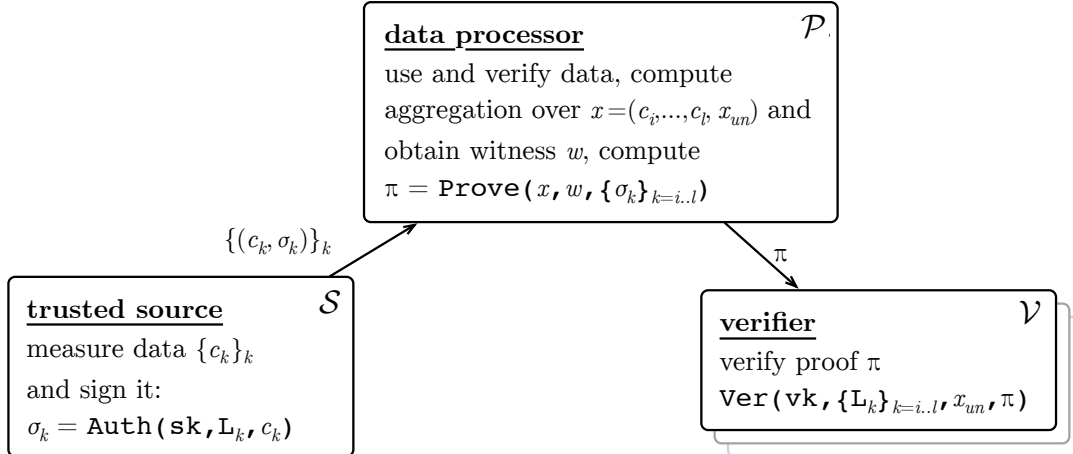 data processor 𝒫
use and verify data, compute
aggregation over x=(c_i,...,c_l, x_un) and
obtain witness w, compute
π = Prove(x,w,{σ_k}_{k=i..l})
{(c_k, σ_k)}_k
π
trusted source 𝒮
measure data {c_k}_k
and sign it:
σ_k = Auth(sk,L_k,c_k)
verifier 𝒱
verify proof π
Ver(vk,{L_k}_{k=i..l},x_un,π)